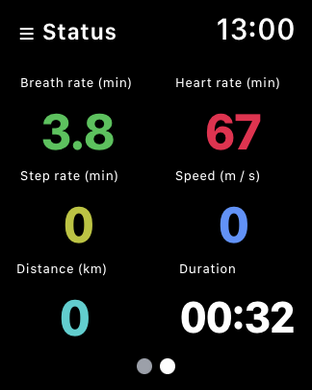 Status 13:00
Breath rate (min) Heart rate (min)
3.8 67
Step rate (min) Speed (m / s)
0 0
Distance (km) Duration
0 00:32